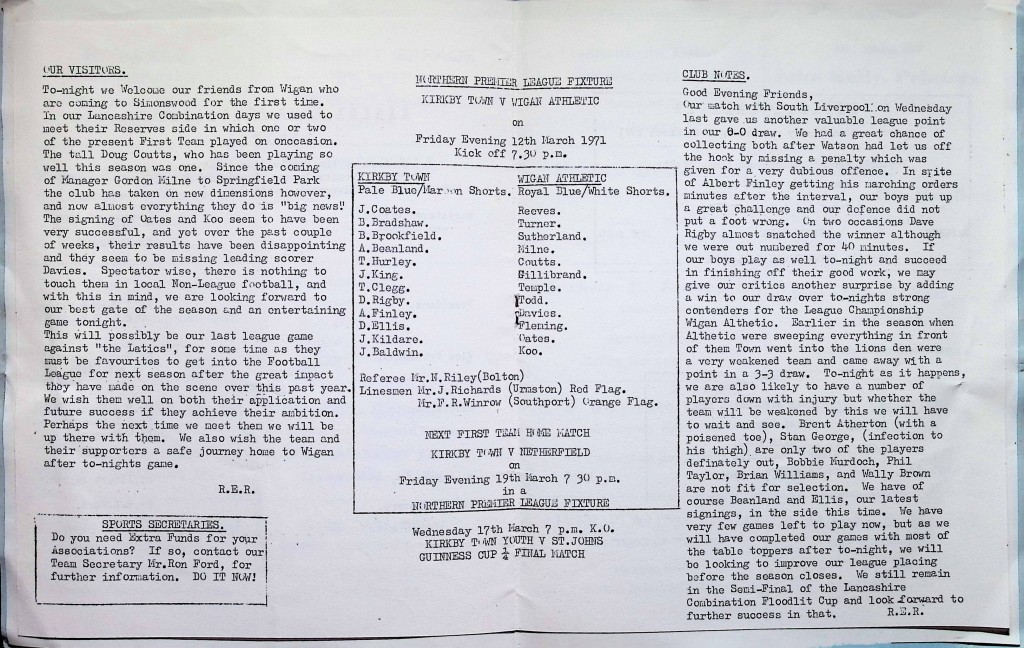 OUR VISITORS.
To-night we Welcome our friends from Wigan who
are coming to Simonswood for the first time.
In our Lancashire Combination days we used to
meet their Reserves side in which one or two
of the present First Team played on onccasion.
The tall Doug Coutts, who has been playing so
well this season was one. Since the coming
of Manager Gordon Milne to Springfield Park
the club has taken on new dimensions however,
and now almost everything they do is "big news"
The signing of Oates and Koo seem to have been
very successful, and yet over the past couple
of weeks, their results have been disappointing
and they seem to be missing leading scorer
Davies. Spectator wise, there is nothing to
touch them in local Non-League football, and
with this in mind, we are looking forward to
our best gate of the season and an entertaining
game tonight.
This will possibly be our last league game
against "the Latics", for some time as they
must be favourites to get into the Football
League for next season after the great impact
they have made on the scene over this past year.
We wish them well on both their application and
future success if they achieve their ambition.
Perhaps the next time we meet them we will be
up there with them. We also wish the team and
their supporters a safe journey home to Wigan
after to-nights game.
R.E.R.
SPORTS SECRETARIES.
Do you need Extra Funds for your
Associations? If so, contact our
Team Secretary Mr.Ron Ford, for
further information. DO IT NOW!
NORTHERN PREMIER LEAGUE FIXTURE
KIRKBY TOWN V WIGAN ATHLETIC
on
Friday Evening 12th March 1971
Kick off 7.30 p.m.
KIRKBY TOWN WIGAN ATHLETIC
Pale Blue/Maroon Shorts. Royal Blue/White Shorts.
J.Coates. Reeves.
B.Bradshaw. Turner.
B.Brookfield. Sutherland.
A.Beanland. Milne.
T.Hurley. Coutts.
J.King. Gillibrand.
T.Clegg. Temple.
D.Rigby. Todd.
A.Finley. Davies.
D.Ellis. Fleming.
J.Kildare. Oates.
J.Baldwin. Koo.
Referee Mr.N.Riley(Bolton)
Linesmen Mr.J.Richards (Urmston) Red Flag.
Mr.F.R.Winrow (Southport) Orange Flag.
NEXT FIRST TEAM HOME MATCH
KIRKBY TOWN V NETHERFIELD
on
Friday Evening 19th March 7 30 p.m.
in a
NORTHERN PREMIER LEAGUE FIXTURE
Wednesday 17th March 7 p.m. K.O.
KIRKBY TOWN YOUTH V ST.JOHNS
GUINNESS CUP ¼ FINAL MATCH
CLUB NOTES.
Good Evening Friends,
Our match with South Liverpool on Wednesday
last gave us another valuable league point
in our 0-0 draw. We had a great chance of
collecting both after Watson had let us off
the hook by missing a penalty which was
given for a very dubious offence. In spite
of Albert Finley getting his marching orders
minutes after the interval, our boys put up
a great challenge and our defence did not
put a foot wrong. On two occasions Dave
Rigby almost snatched the winner although
we were out numbered for 40 minutes. If
our boys play as well to-night and succeed
in finishing off their good work, we may
give our critics another surprise by adding
a win to our draw over to-nights strong
contenders for the League Championship
Wigan Althetic. Earlier in the season when
Althetic were sweeping everything in front
of them Town went into the lions den were
a very weakened team and came away with a
point in a 3-3 draw. To-night as it happens,
we are also likely to have a number of
players down with injury but whether the
team will be weakened by this we will have
to wait and see. Brent Atherton (with a
poisened toe), Stan George, (infection to
his thigh) are only two of the players
definately out, Bobbie Murdoch, Phil
Taylor, Brian Williams, and Wally Brown
are not fit for selection. We have of
course Beanland and Ellis, our latest
signings, in the side this time. We have
very few games left to play now, but as we
will have completed our games with most of
the table toppers after to-night, we will
be looking to improve our league placing
before the season closes. We still remain
in the Semi-Final of the Lancashire
Combination Floodlit Cup and look forward to
further success in that. R.E.R.